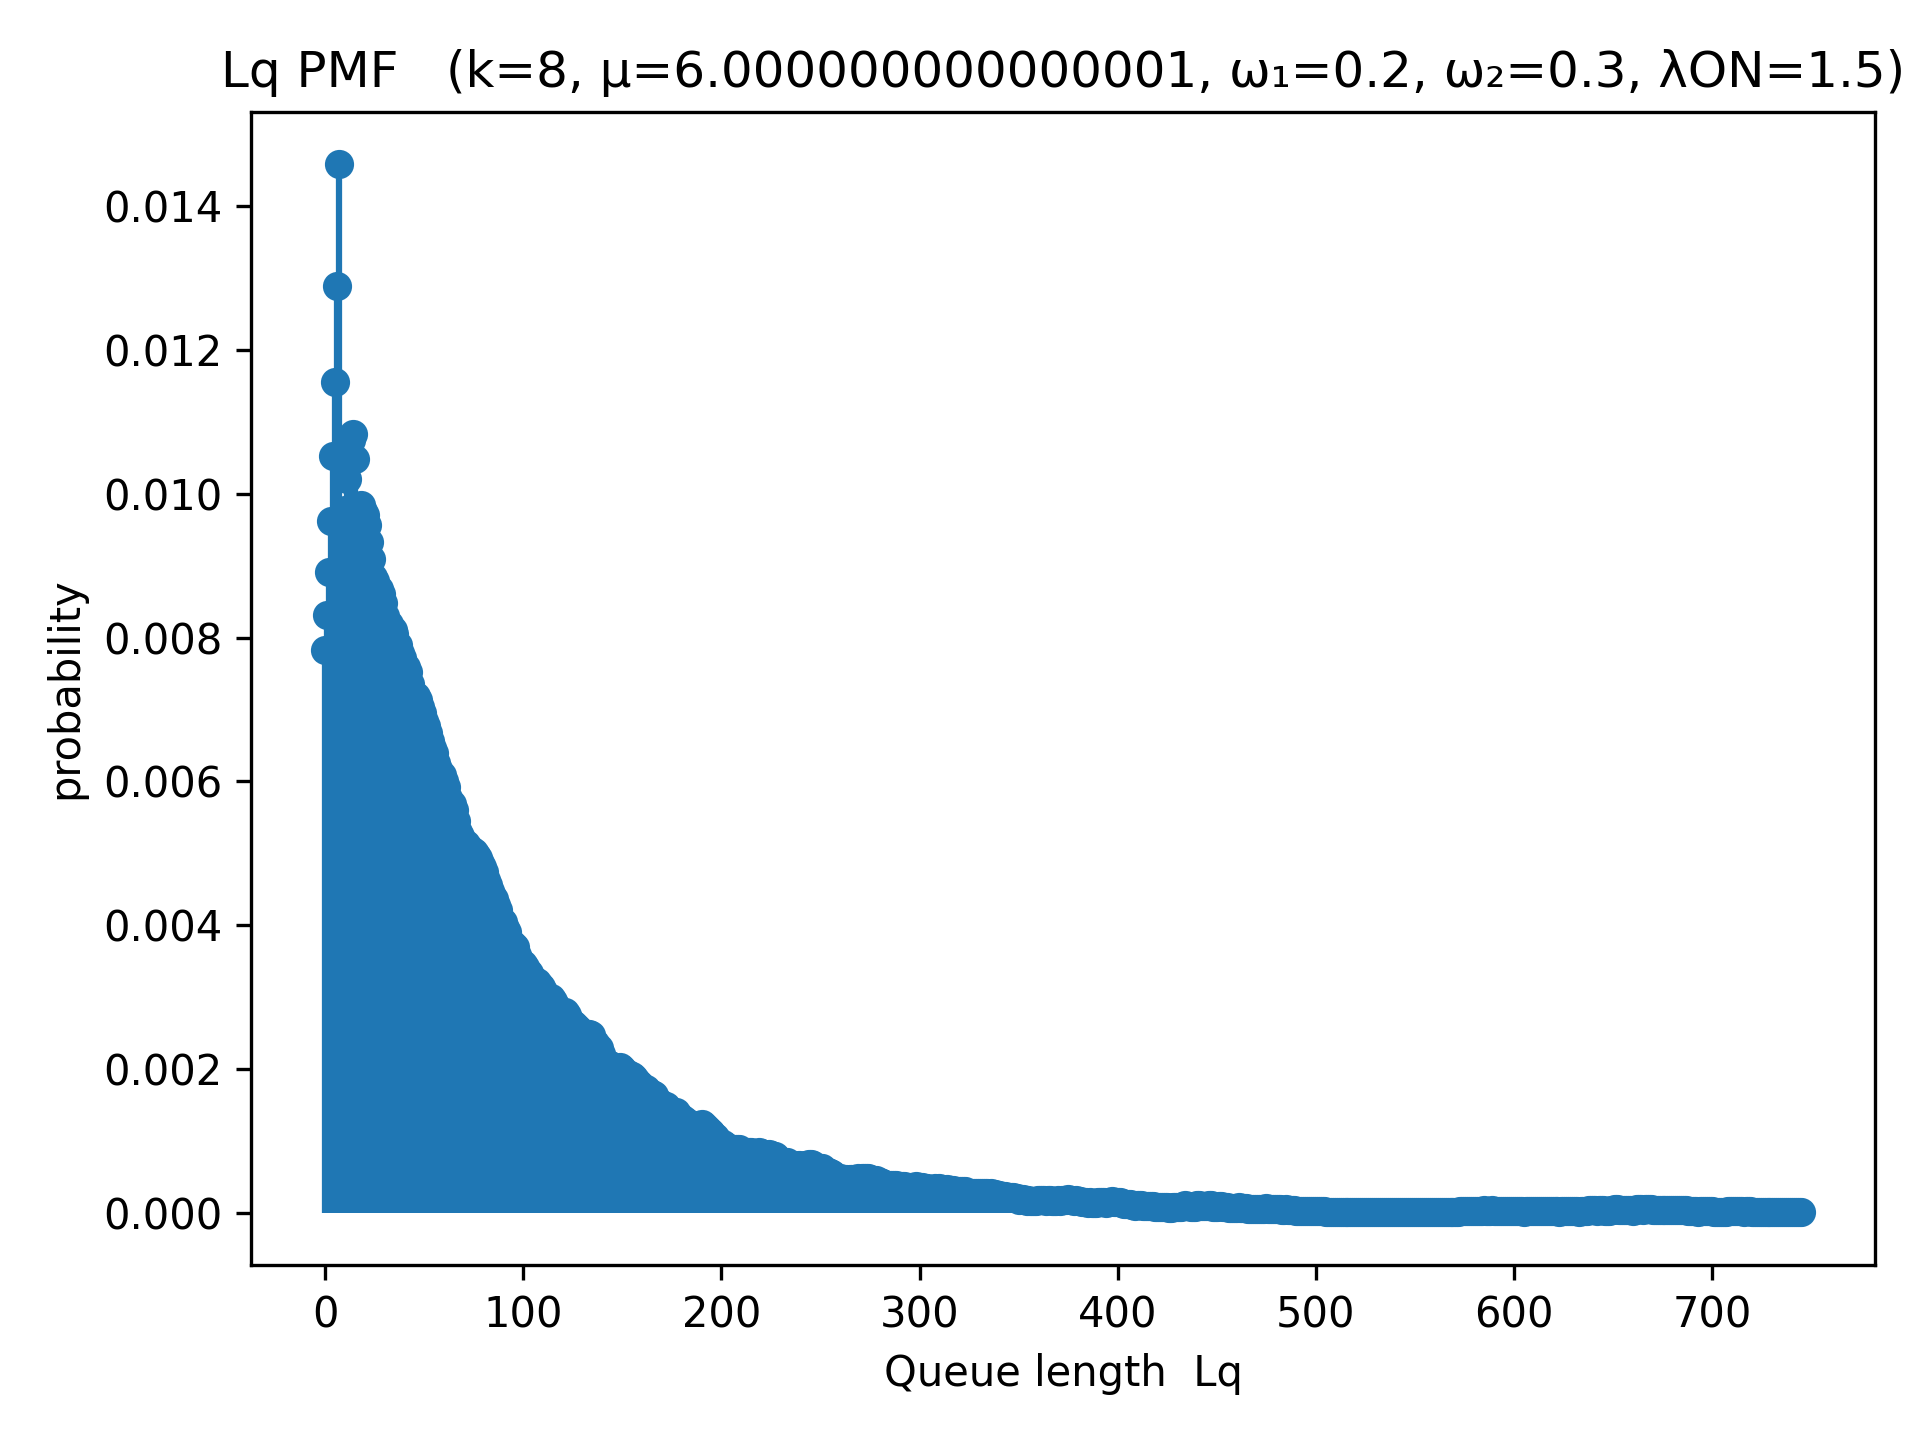 Lq PMF   (k=8, μ=6.000000000000001, ω₁=0.2, ω₂=0.3, λON=1.5)
probability
0.014
0.012
0.010
0.008
0.006
0.004
0.002
0.000
0 100 200 300 400 500 600 700
Queue length  Lq